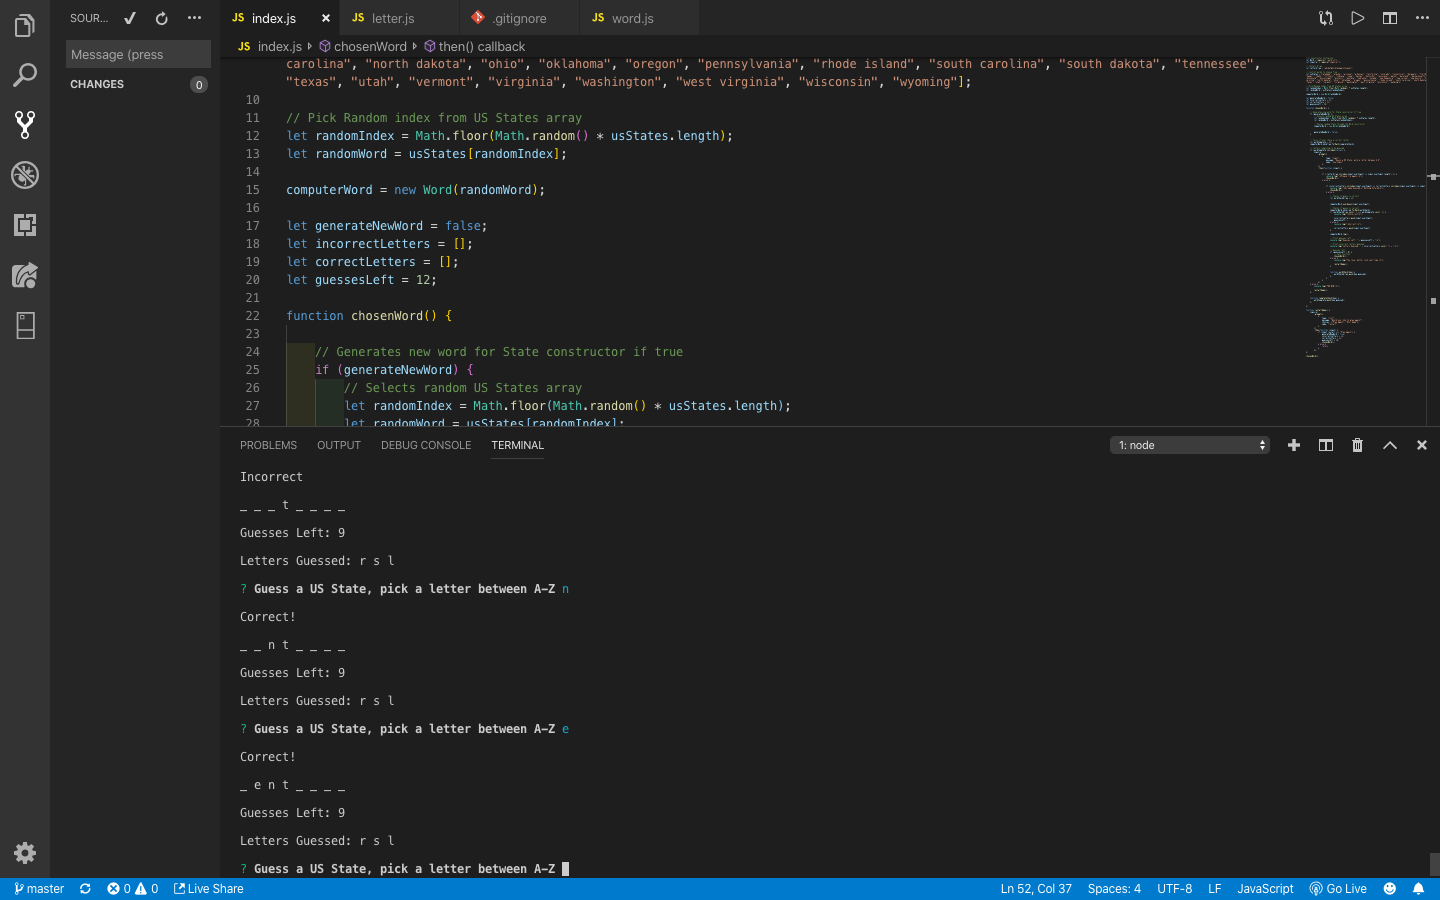 SOUR...
Message (press
CHANGES
0
JS index.js
JS letter.js
.gitignore
JS word.js
JS index.js chosenWord then() callback
carolina", "north dakota", "ohio", "oklahoma", "oregon", "pennsylvania", "rhode island", "south carolina", "south dakota", "tennessee",
"texas", "utah", "vermont", "virginia", "washington", "west virginia", "wisconsin", "wyoming"];
10
11 // Pick Random index from US States array
12 let randomIndex = Math.floor(Math.random() * usStates.length);
13 let randomWord = usStates[randomIndex];
14
15 computerWord = new Word(randomWord);
16
17 let generateNewWord = false;
18 let incorrectLetters = [];
19 let correctLetters = [];
20 let guessesLeft = 12;
21
22 function chosenWord() {
23
24 // Generates new word for State constructor if true
25 if (generateNewWord) {
26 // Selects random US States array
27 let randomIndex = Math.floor(Math.random() * usStates.length);
28 let randomWord = usStates[randomIndex];
PROBLEMS OUTPUT DEBUG CONSOLE TERMINAL
1: node
Incorrect
_ _ _ t _ _ _ _
Guesses Left: 9
Letters Guessed: r s l
? Guess a US State, pick a letter between A-Z n
Correct!
_ _ n t _ _ _ _
Guesses Left: 9
Letters Guessed: r s l
? Guess a US State, pick a letter between A-Z e
Correct!
_ e n t _ _ _ _
Guesses Left: 9
Letters Guessed: r s l
? Guess a US State, pick a letter between A-Z
master 0 0 Live Share Ln 52, Col 37 Spaces: 4 UTF-8 LF JavaScript Go Live